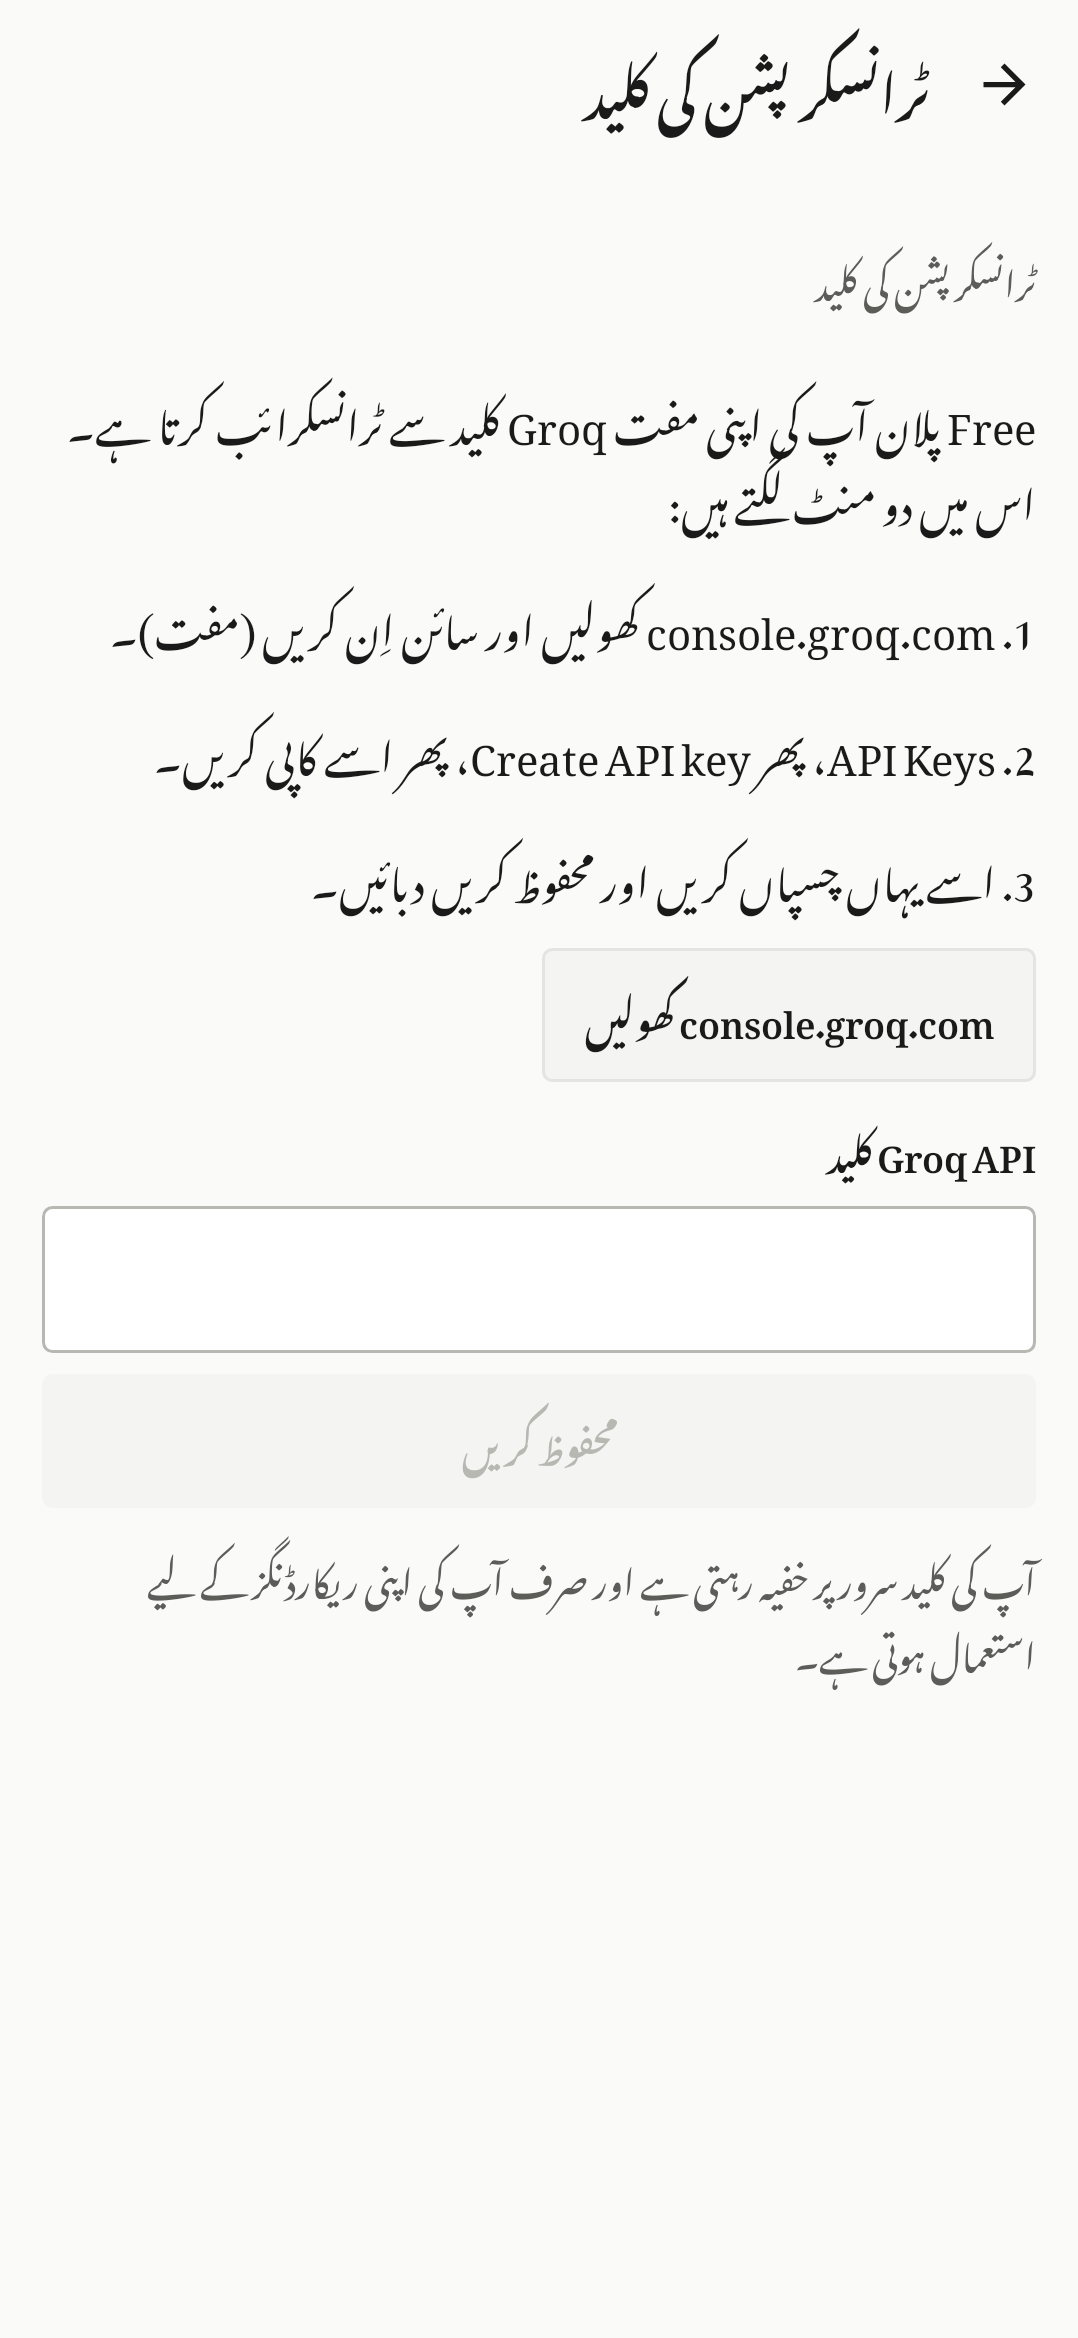 ٹرانسکرپشن کی کلید
ٹرانسکرپشن کی کلید
Free پلان آپ کی اپنی مفت Groq کلید سے ٹرانسکرائب کرتا ہے۔
اس میں دو منٹ لگتے ہیں:
1. console.groq.com کھولیں اور سائن اِن کریں (مفت)۔
2. API Keys، پھر Create API key، پھر اسے کاپی کریں۔
3. اسے یہاں چسپاں کریں اور محفوظ کریں دبائیں۔
console.groq.com کھولیں
Groq API کلید
محفوظ کریں
آپ کی کلید سرور پر خفیہ رہتی ہے اور صرف آپ کی اپنی ریکارڈنگز کے لیے
استعمال ہوتی ہے۔